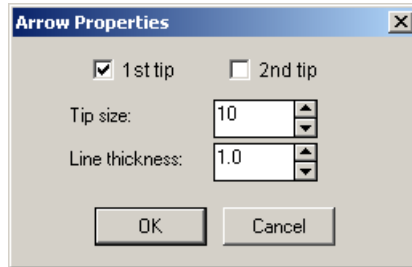 Arrow Properties
1st tip 2nd tip
Tip size: 10
Line thickness: 1.0
OK Cancel